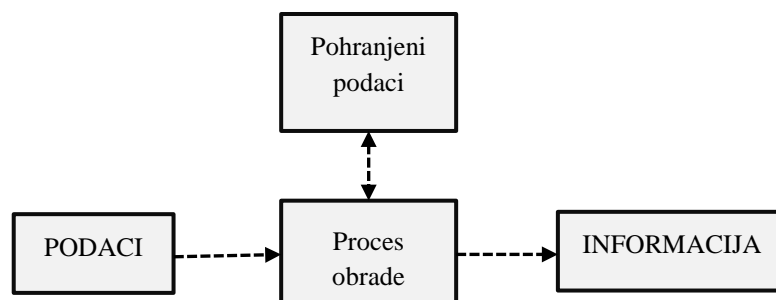 Pohranjeni
podaci
PODACI
Proces
obrade
INFORMACIJA